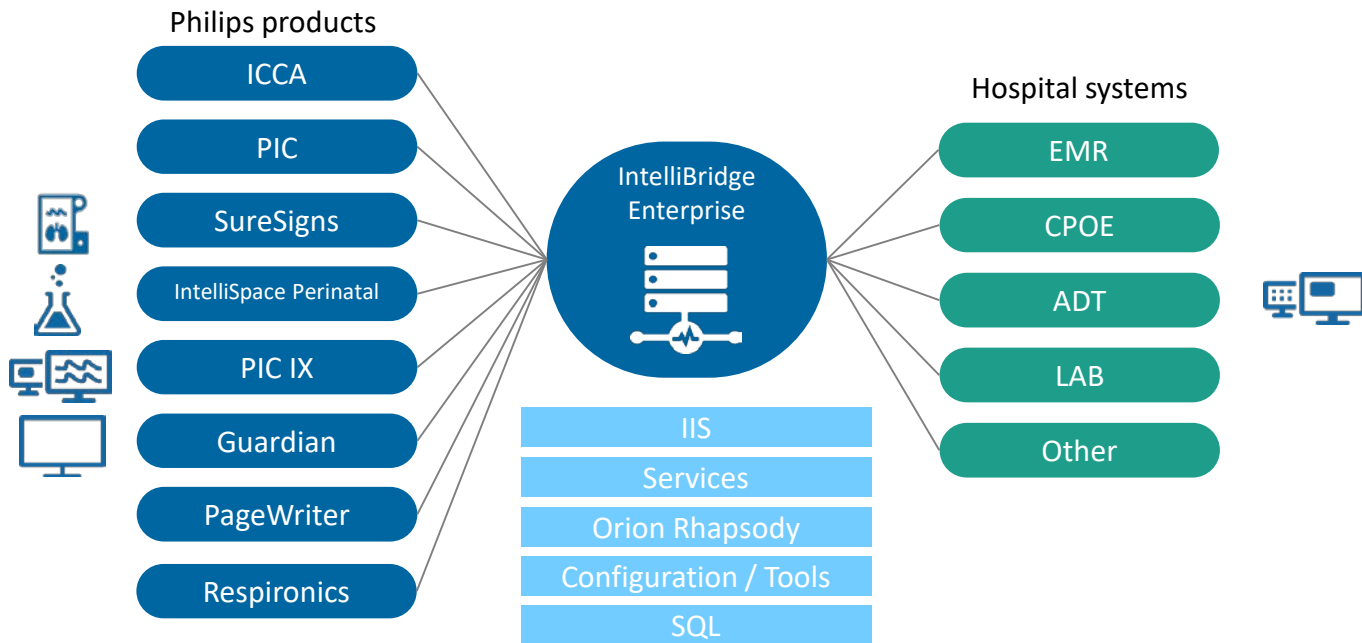 Philips products
ICCA
PIC
SureSigns
IntelliSpace Perinatal
PIC IX
Guardian
PageWriter
Respironics
IntelliBridge
Enterprise
IIS
Services
Orion Rhapsody
Configuration / Tools
SQL
Hospital systems
EMR
CPOE
ADT
LAB
Other